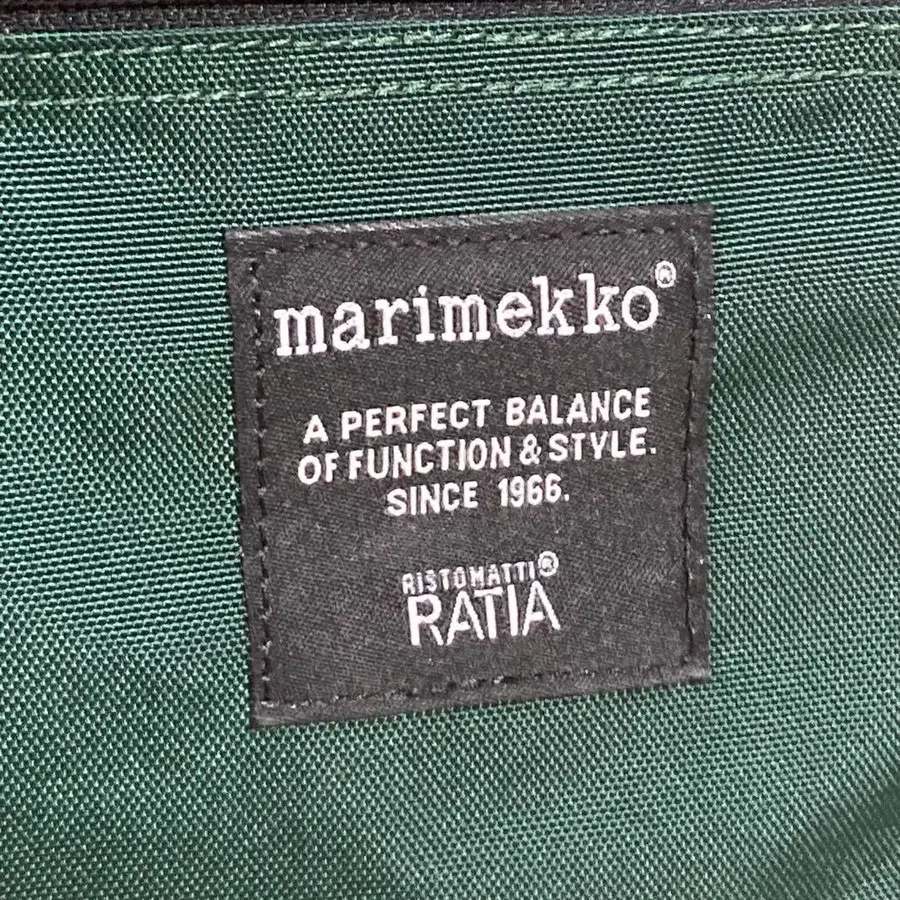 marimekko®
A PERFECT BALANCE
OF FUNCTION & STYLE.
SINCE 1966.
RISTOMATTI®
RATIA